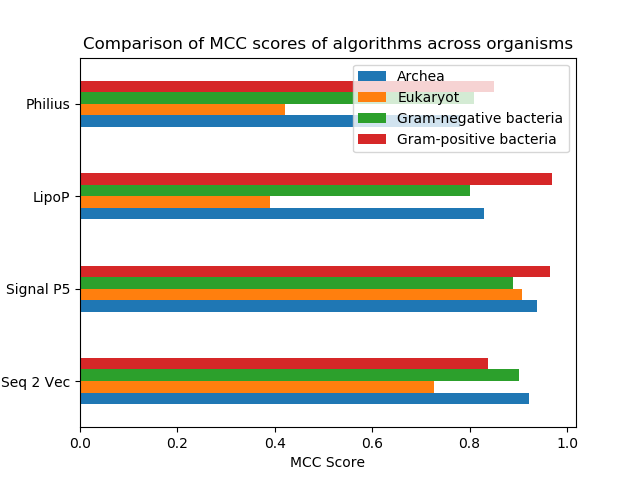 Comparison of MCC scores of algorithms across organisms
Archea
Eukaryot
Gram-negative bacteria
Gram-positive bacteria
Philius
LipoP
Signal P5
Seq 2 Vec
0.0 0.2 0.4 0.6 0.8 1.0
MCC Score